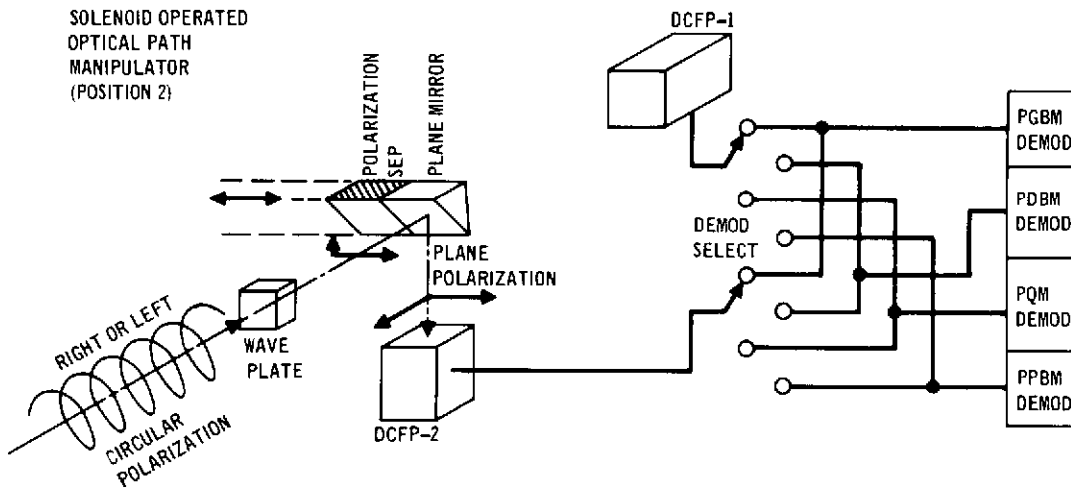 SOLENOID OPERATED
OPTICAL PATH
MANIPULATOR
(POSITION 2)
POLARIZATION
SEP
PLANE MIRROR
DCFP-1
PGBM
DEMOD
PDBM
DEMOD
DEMOD
SELECT
PLANE
POLARIZATION
PQM
DEMOD
RIGHT OR LEFT
WAVE
PLATE
PPBM
DEMOD
CIRCULAR
POLARIZATION
DCFP-2